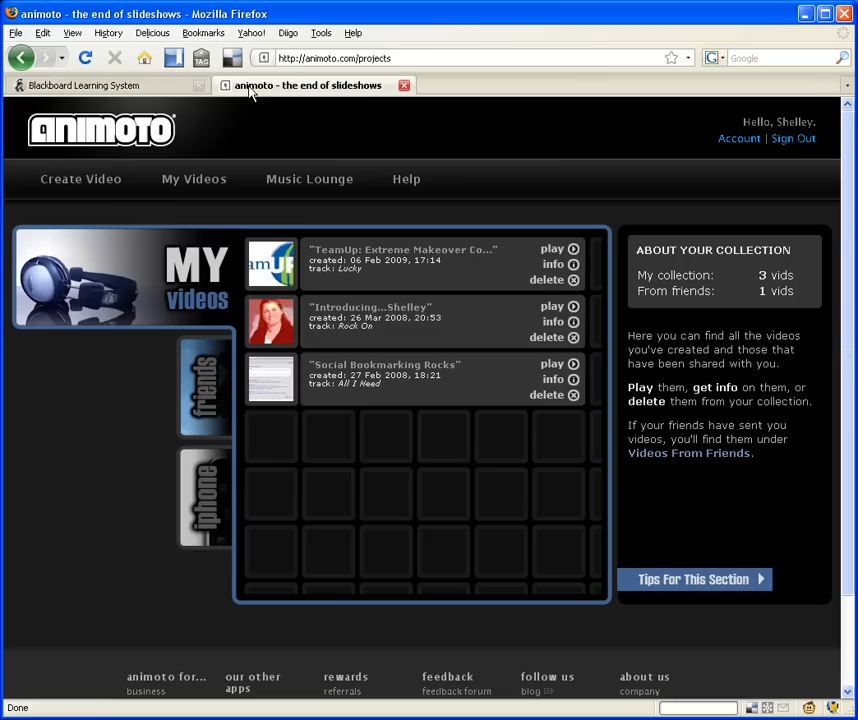 animoto - the end of slideshows - Mozilla Firefox
File Edit View History Delicious Bookmarks Yahoo! Diigo Tools Help
TAG http://animoto.com/projects G Google
Blackboard Learning System animoto - the end of slideshows
ANIMOTO
Hello, Shelley.
Account | Sign Out
Create Video My Videos Music Lounge Help
MY
videos
friends
iphone
"TeamUp: Extreme Makeover Co..."
created: 06 Feb 2009, 17:14
track: Lucky
play
info
delete
"Introducing...Shelley"
created: 26 Mar 2008, 20:53
track: Rock On
play
info
delete
"Social Bookmarking Rocks"
created: 27 Feb 2008, 18:21
track: All I Need
play
info
delete
ABOUT YOUR COLLECTION
My collection: 3 vids
From friends: 1 vids
Here you can find all the videos
you've created and those that
have been shared with you.
Play them, get info on them, or
delete them from your collection.
If your friends have sent you
videos, you'll find them under
Videos From Friends.
Tips For This Section
animoto for...
business
our other
apps
rewards
referrals
feedback
feedback forum
follow us
blog
about us
company
Done